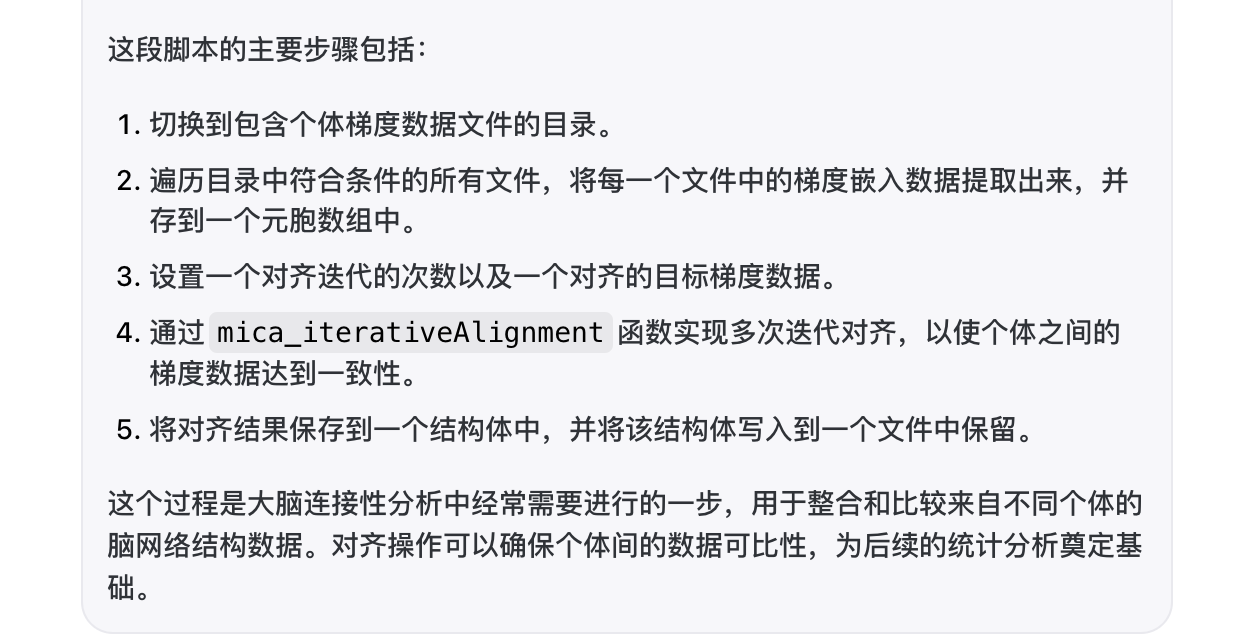 这段脚本的主要步骤包括：
1. 切换到包含个体梯度数据文件的目录。
2. 遍历目录中符合条件的所有文件，将每一个文件中的梯度嵌入数据提取出来，并
存到一个元胞数组中。
3. 设置一个对齐迭代的次数以及一个对齐的目标梯度数据。
4. 通过 mica_iterativeAlignment 函数实现多次迭代对齐，以使个体之间的
梯度数据达到一致性。
5. 将对齐结果保存到一个结构体中，并将该结构体写入到一个文件中保留。
这个过程是大脑连接性分析中经常需要进行的一步，用于整合和比较来自不同个体的
脑网络结构数据。对齐操作可以确保个体间的数据可比性，为后续的统计分析奠定基
础。